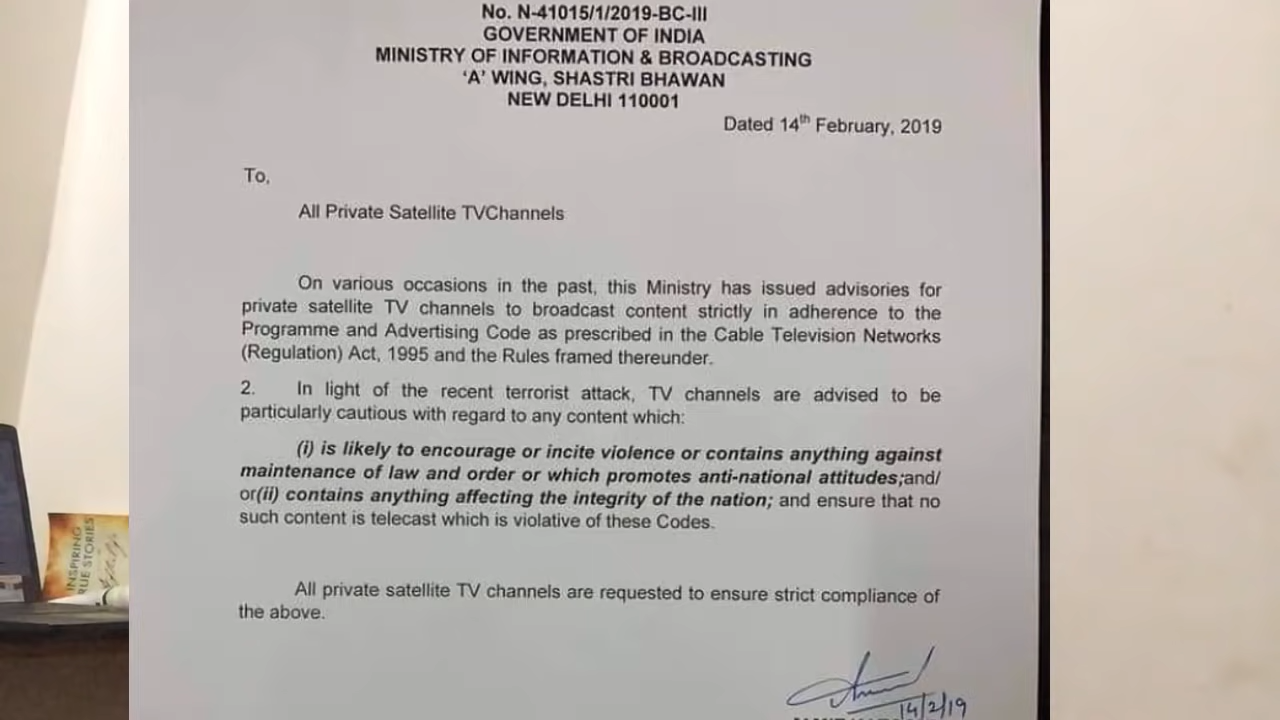 No. N-41015/1/2019-BC-III
GOVERNMENT OF INDIA
MINISTRY OF INFORMATION & BROADCASTING
‘A’ WING, SHASTRI BHAWAN
NEW DELHI 110001
Dated 14th February, 2019
To,
All Private Satellite TVChannels
On various occasions in the past, this Ministry has issued advisories for
private satellite TV channels to broadcast content strictly in adherence to the
Programme and Advertising Code as prescribed in the Cable Television Networks
(Regulation) Act, 1995 and the Rules framed thereunder.
2. In light of the recent terrorist attack, TV channels are advised to be
particularly cautious with regard to any content which:
(i) is likely to encourage or incite violence or contains anything against
maintenance of law and order or which promotes anti-national attitudes;and/
or(ii) contains anything affecting the integrity of the nation; and ensure that no
such content is telecast which is violative of these Codes.
All private satellite TV channels are requested to ensure strict compliance of
the above.
14/2/19
INSPIRING
STORIES